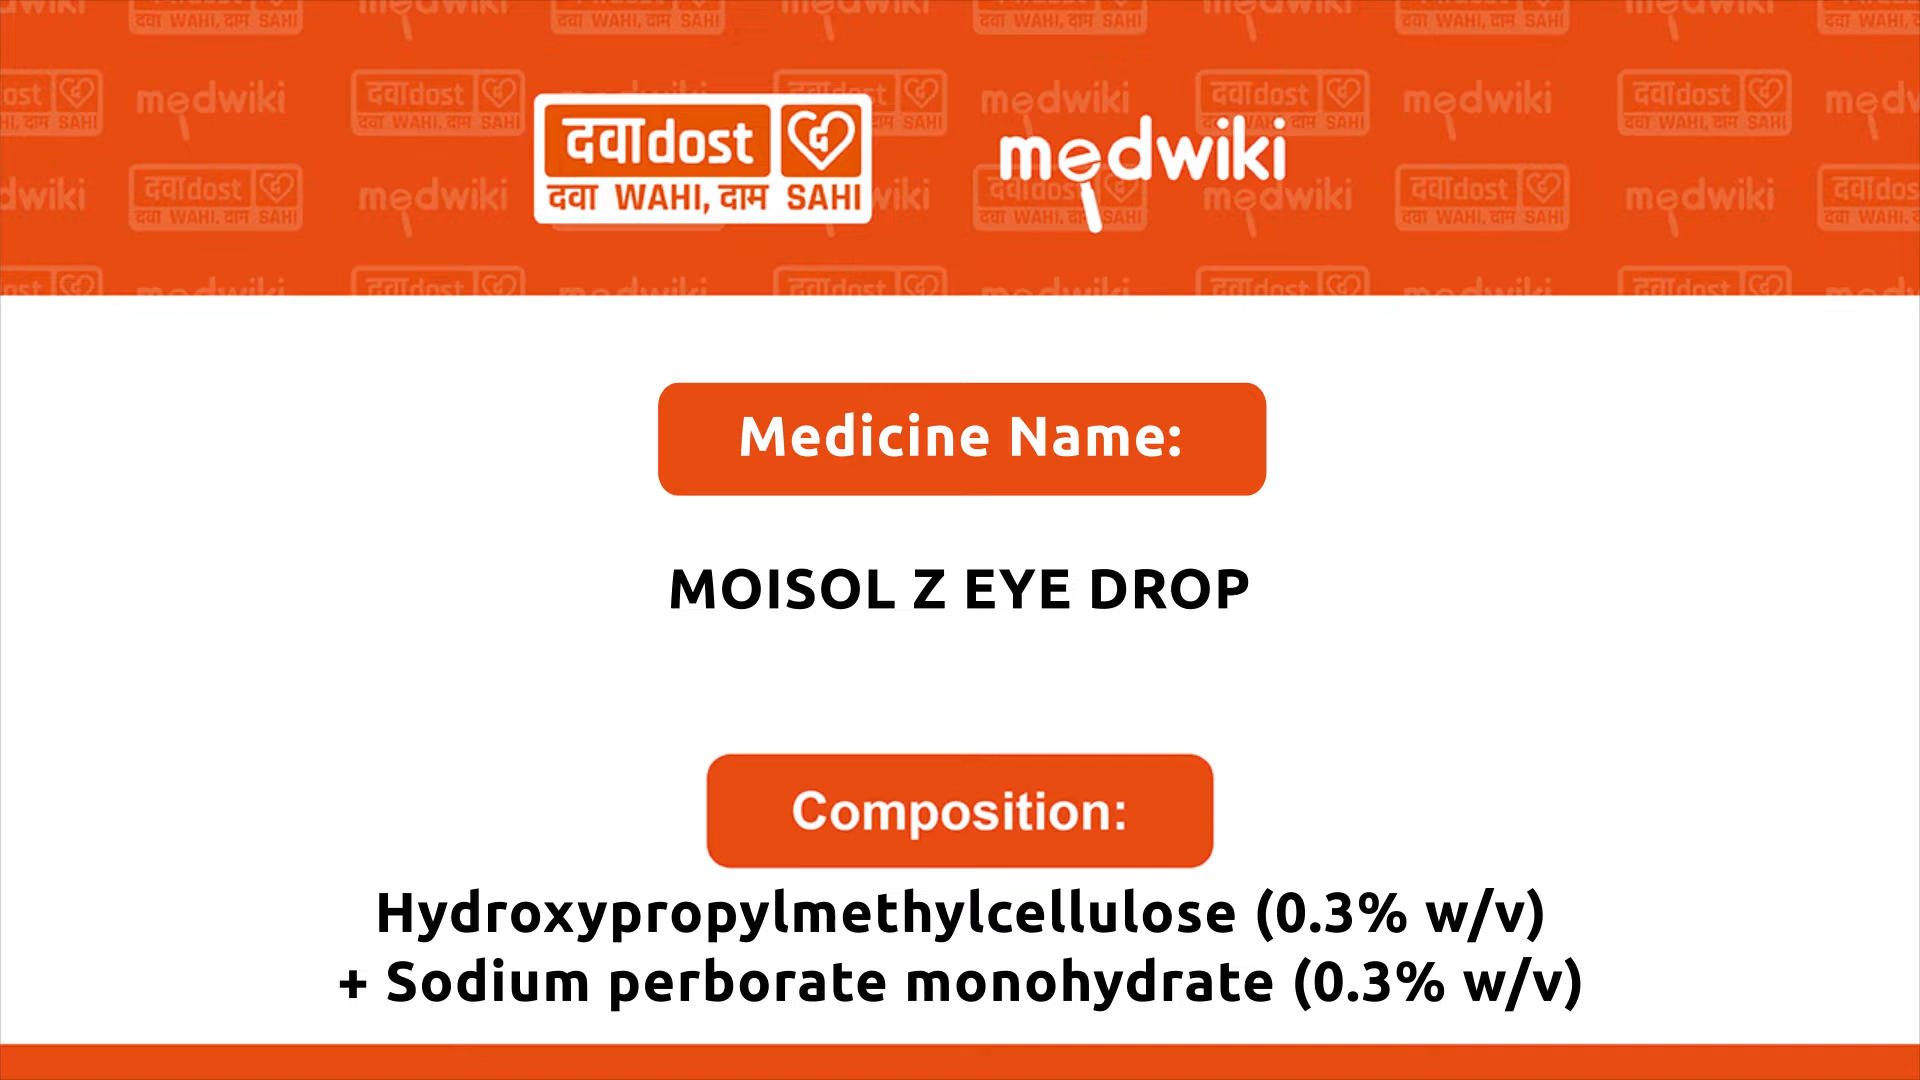 दवाdost
दवा WAHI, दाम SAHI
medwiki
Medicine Name:
MOISOL Z EYE DROP
Composition:
Hydroxypropylmethylcellulose (0.3% w/v)
+ Sodium perborate monohydrate (0.3% w/v)